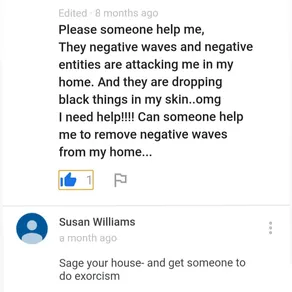 Edited · 8 months ago
Please someone help me,
They negative waves and negative
entities are attacking me in my
home. And they are dropping
black things in my skin..omg
I need help!!!! Can someone help
me to remove negative waves
from my home...
1
Susan Williams
a month ago
Sage your house- and get someone to
do exorcism